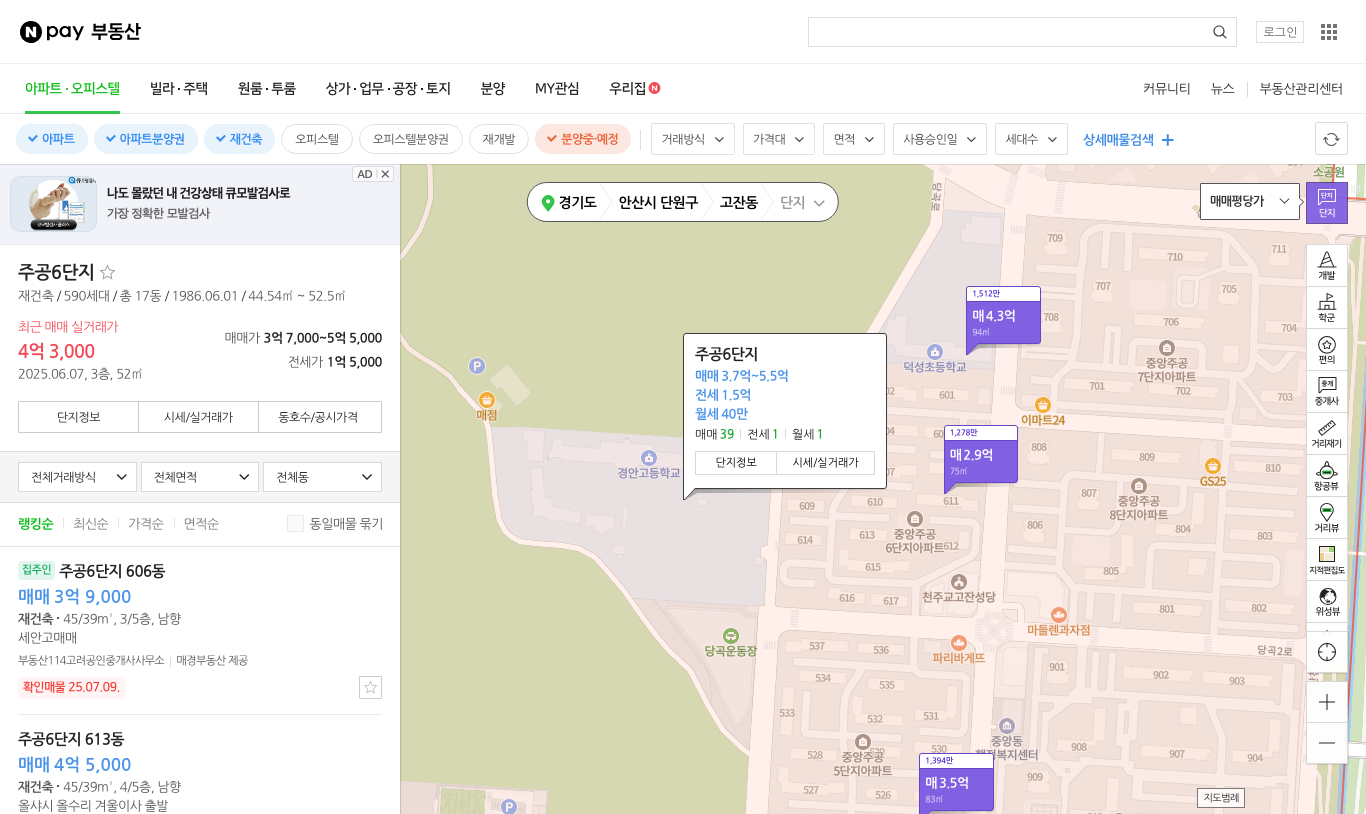 N pay 부동산
로그인
아파트·오피스텔 빌라·주택 원룸·투룸 상가·업무·공장·토지 분양 MY관심 우리집 N
커뮤니티 뉴스 부동산관리센터
아파트 아파트분양권 재건축 오피스텔 오피스텔분양권 재개발 분양중·예정
거래방식 가격대 면적 사용승인일 세대수 상세매물검색
AD
나도 몰랐던 내 건강상태 큐모발검사로
가장 정확한 모발검사
주공6단지
재건축 / 590세대 / 총 17동 / 1986.06.01 / 44.54㎡ ~ 52.5㎡
최근 매매 실거래가
4억 3,000
2025.06.07, 3층, 52㎡
매매가 3억 7,000~5억 5,000
전세가 1억 5,000
단지정보 시세/실거래가 동호수/공시가격
전체거래방식 전체면적 전체동
랭킹순 최신순 가격순 면적순 동일매물 묶기
집주인 주공6단지 606동
매매 3억 9,000
재건축 · 45/39㎡, 3/5층, 남향
세안고매매
부동산114고려공인중개사사무소 매경부동산 제공
확인매물 25.07.09.
주공6단지 613동
매매 4억 5,000
재건축 · 45/39㎡, 4/5층, 남향
올샤시 올수리 겨울이사 출발
경기도 안산시 단원구 고잔동 단지
소공원
당곡로
매매평당가
단지
단지
개발
학군
편의
중개
중개사
거리재기
항공뷰
거리뷰
지적편집도
위성뷰
709
710
711
707
705
708
706
704
701
702
1,512만
매4.3억
94㎡
덕성초등학교
중앙주공
7단지아파트
P
매점
이마트24
주공6단지
매매 3.7억~5.5억
전세 1.5억
월세 40만
매매 39 전세 1 월세 1
단지정보 시세/실거래가
602
604
1,278만
매2.9억
75㎡
808
809
810
GS25
경안고등학교
610
611
609
807
중앙주공
8단지아파트
804
803
806
614
613
중앙주공
6단지아파트
612
805
615
616
617
천주교고잔성당
801
802
마들렌과자점
당곡운동장
537
536
파리바게뜨
당곡2로
534
535
901
902
903
533
532
531
중앙동
행정복지센터
528
529
530
중앙주공
5단지아파트
908
907
904
527
526
909
1,394만
매3.5억
83㎡
P
지도범례